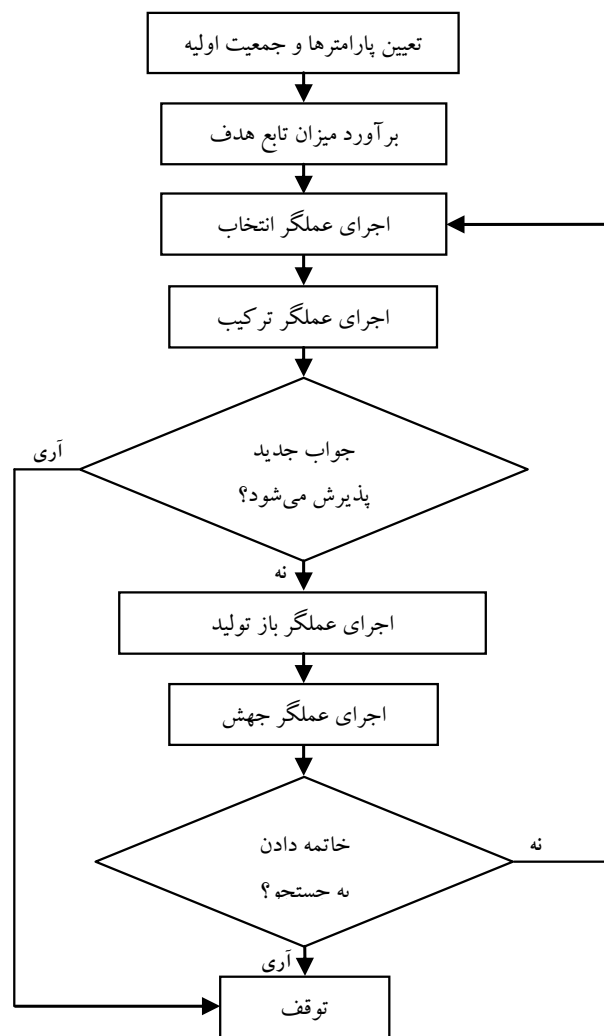 تعیین پارامترها و جمعیت اولیه
برآورد میزان تابع هدف
اجرای عملگر انتخاب
اجرای عملگر ترکیب
جواب جدید
پذیرش می‌شود؟
آری
نه
اجرای عملگر باز تولید
اجرای عملگر جهش
خاتمه دادن
به جستجو؟
نه
آری
توقف